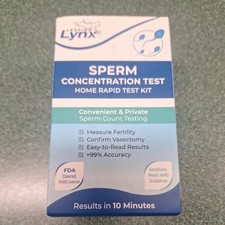 Lynx
SPERM
CONCENTRATION TEST
HOME RAPID TEST KIT
Convenient & Private
Sperm Count Testing
Measure Fertility
Confirm Vasectomy
Easy-to-Read Results
>99% Accuracy
FDA
Results in 10 Minutes